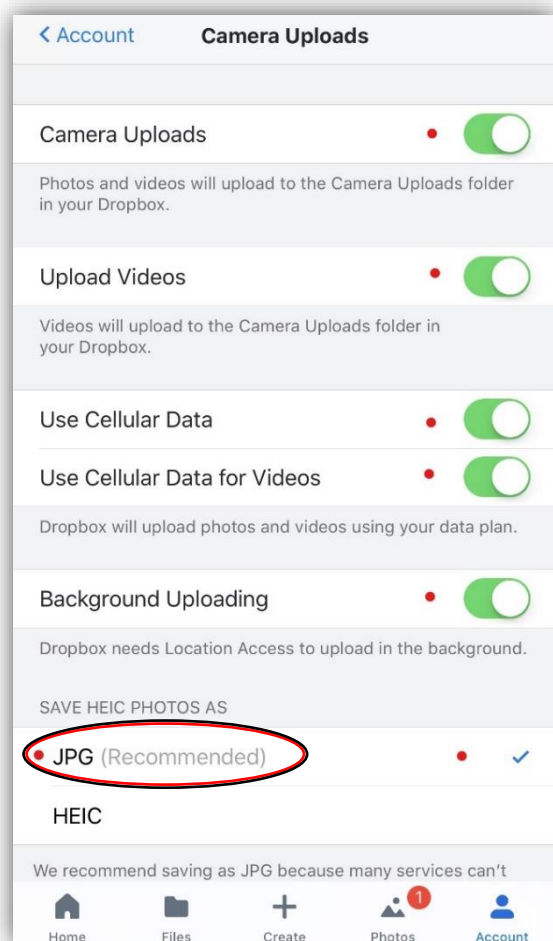 Account
Camera Uploads
Camera Uploads
Photos and videos will upload to the Camera Uploads folder
in your Dropbox.
Upload Videos
Videos will upload to the Camera Uploads folder in
your Dropbox.
Use Cellular Data
Use Cellular Data for Videos
Dropbox will upload photos and videos using your data plan.
Background Uploading
Dropbox needs Location Access to upload in the background.
SAVE HEIC PHOTOS AS
JPG (Recommended)
HEIC
We recommend saving as JPG because many services can't
1
Home Files Create Photos Account